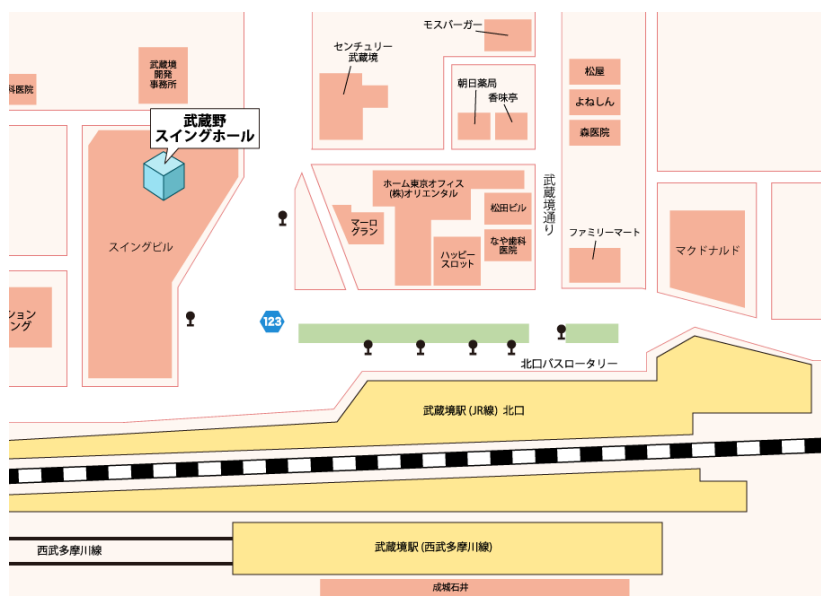 モスバーガー
センチュリー
武蔵境
武蔵境
開発
事務所
松屋
朝日薬局
科医院
香味亭
よねしん
武蔵野
スイングホール
森医院
ホーム東京オフィス
(株)オリエンタル
武蔵境通り
松田ビル
マーロ
グラン
ファミリーマート
スイングビル
ハッピー
スロット
なや歯科
医院
マクドナルド
ション
ング
123
北口バスロータリー
武蔵境駅(JR線) 北口
西武多摩川線
武蔵境駅(西武多摩川線)
成城石井